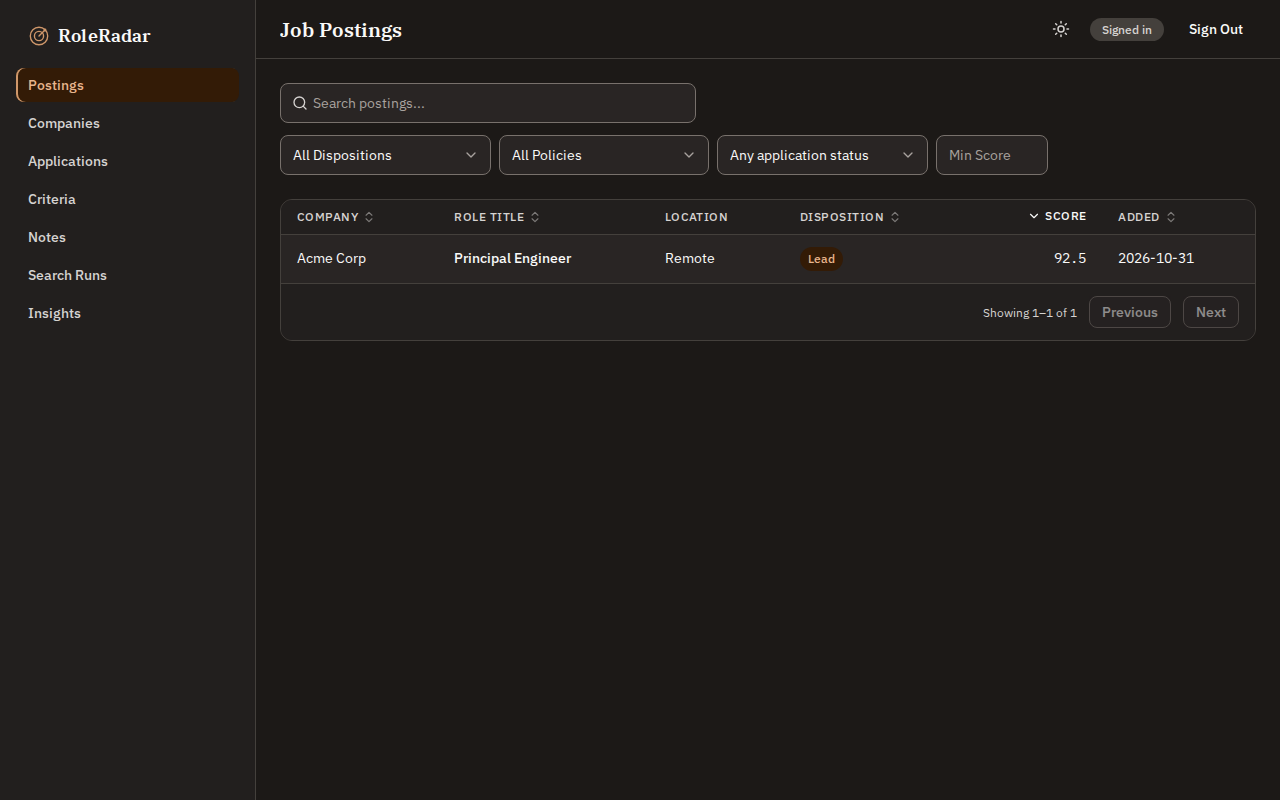 RoleRadar
Postings
Companies
Applications
Criteria
Notes
Search Runs
Insights
Job Postings
Signed in
Sign Out
Search postings...
All Dispositions
All Policies
Any application status
Min Score
COMPANY ROLE TITLE LOCATION DISPOSITION SCORE ADDED
Acme Corp Principal Engineer Remote Lead 92.5 2026-10-31
Showing 1–1 of 1 Previous Next